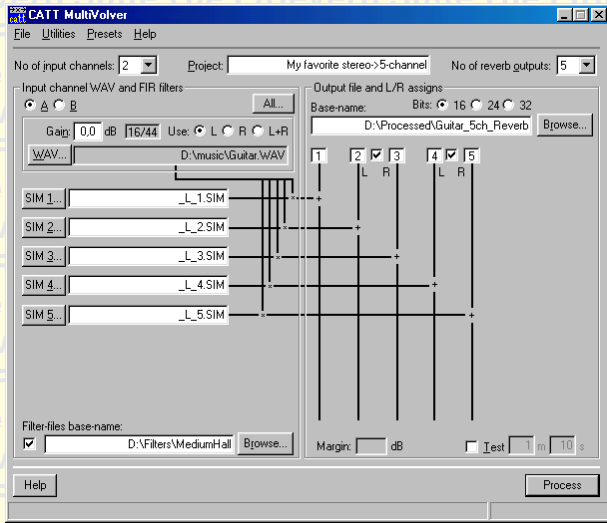 CATT MultiVolver
File Utilities Presets Help
No of input channels: 2 Project: My favorite stereo->5-channel No of reverb outputs: 5
Input channel WAV and FIR filters
A B All...
Gain: 0,0 dB 16/44 Use: L R L+R
WAV... D:\music\Guitar.WAV
SIM 1... _L_1.SIM
SIM 2... _L_2.SIM
SIM 3... _L_3.SIM
SIM 4... _L_4.SIM
SIM 5... _L_5.SIM
Filter-files base-name:
D:\Filters\MediumHall Browse...
Output file and L/R assigns
Base-name: Bits: 16 24 32
D:\Processed\Guitar_5ch_Reverb Browse...
1 2 3 4 5
L R L R
Margin: dB Test 1 m 10 s
Help Process